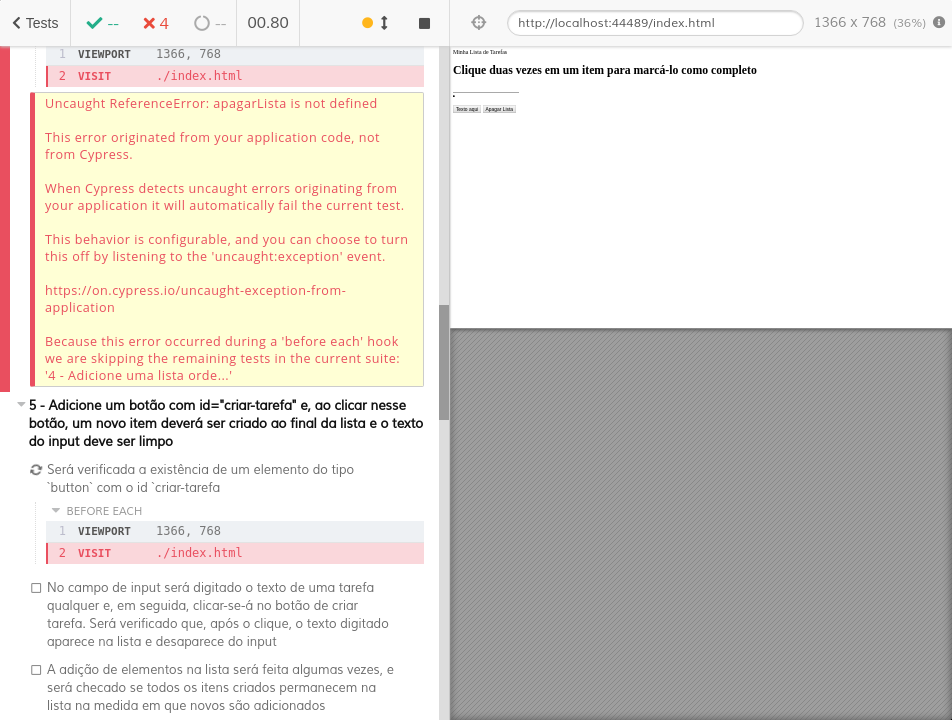 Tests
--
4
--
00.80
http://localhost:44489/index.html
1366 x 768 (36%)
1 VIEWPORT 1366, 768
2 VISIT ./index.html
Uncaught ReferenceError: apagarLista is not defined
This error originated from your application code, not
from Cypress.
When Cypress detects uncaught errors originating from
your application it will automatically fail the current test.
This behavior is configurable, and you can choose to turn
this off by listening to the 'uncaught:exception' event.
https://on.cypress.io/uncaught-exception-from-
application
Because this error occurred during a 'before each' hook
we are skipping the remaining tests in the current suite:
'4 - Adicione uma lista orde...'
5 - Adicione um botão com id="criar-tarefa" e, ao clicar nesse
botão, um novo item deverá ser criado ao final da lista e o texto
do input deve ser limpo
Será verificada a existência de um elemento do tipo
`button` com o id `criar-tarefa
BEFORE EACH
1 VIEWPORT 1366, 768
2 VISIT ./index.html
No campo de input será digitado o texto de uma tarefa
qualquer e, em seguida, clicar-se-á no botão de criar
tarefa. Será verificado que, após o clique, o texto digitado
aparece na lista e desaparece do input
A adição de elementos na lista será feita algumas vezes, e
será checado se todos os itens criados permanecem na
lista na medida em que novos são adicionados
Minha Lista de Tarefas
Clique duas vezes em um item para marcá-lo como completo
Texto aqui
Apagar Lista